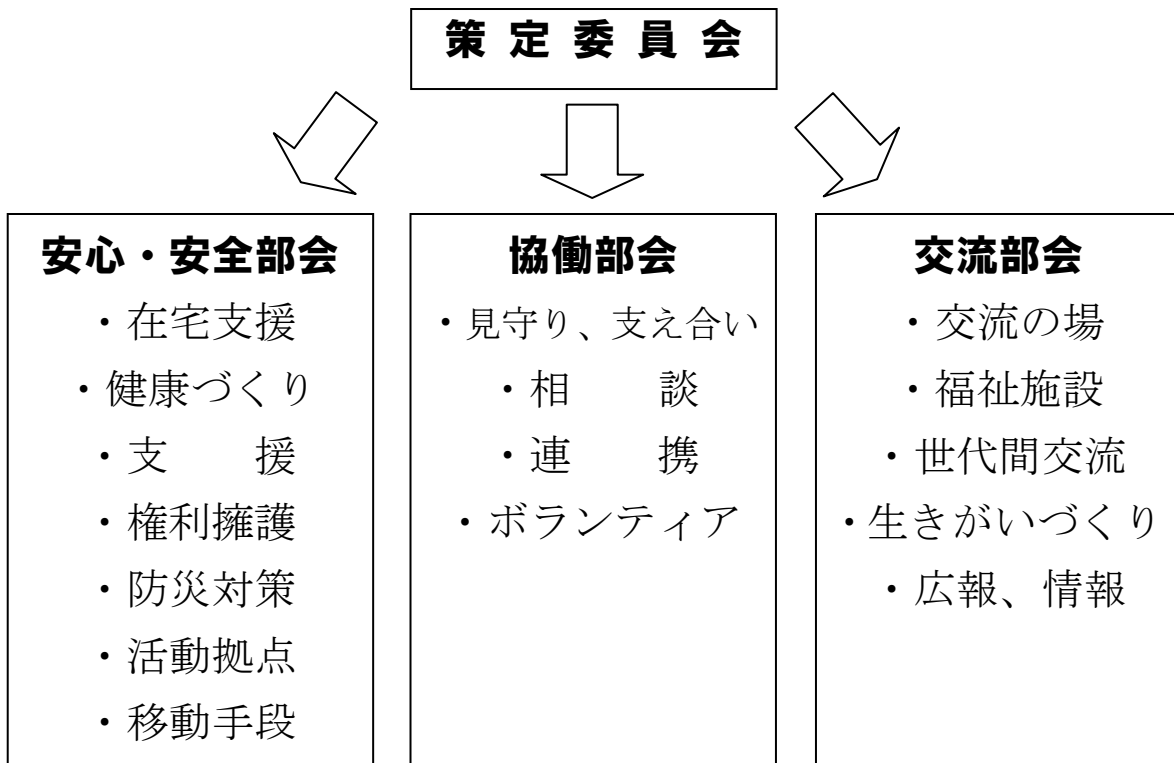 策定委員会
安心・安全部会
・在宅支援
・健康づくり
・支　　援
・権利擁護
・防災対策
・活動拠点
・移動手段
協働部会
・見守り、支え合い
・相　　談
・連　　携
・ボランティア
交流部会
・交流の場
・福祉施設
・世代間交流
・生きがいづくり
・広報、情報